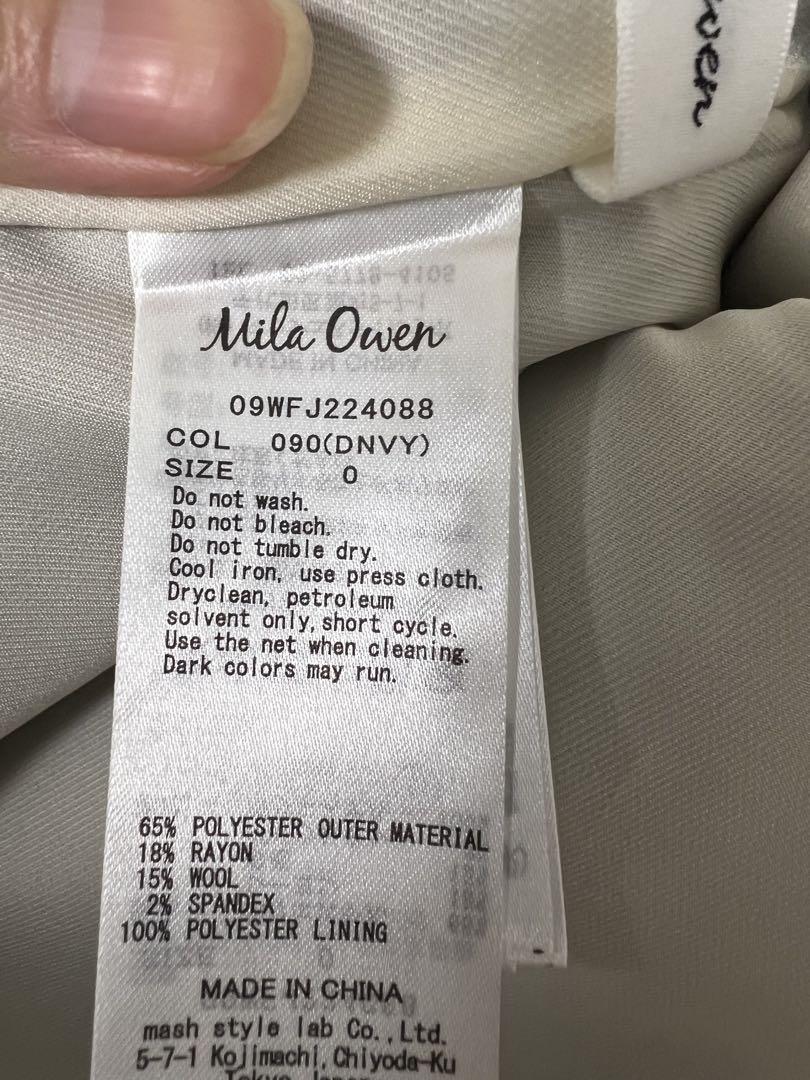 wen
Mila Owen
09WFJ224088
COL 090(DNVY)
SIZE 0
Do not wash.
Do not bleach.
Do not tumble dry.
Cool iron, use press cloth.
Dryclean, petroleum
solvent only,short cycle.
Use the net when cleaning.
Dark colors may run.
65% POLYESTER OUTER MATERIAL
18% RAYON
15% WOOL
2% SPANDEX
100% POLYESTER LINING
MADE IN CHINA
mash style lab Co.,Ltd.
5-7-1 Kojimachi,Chiyoda-Ku
Tokyo Japan